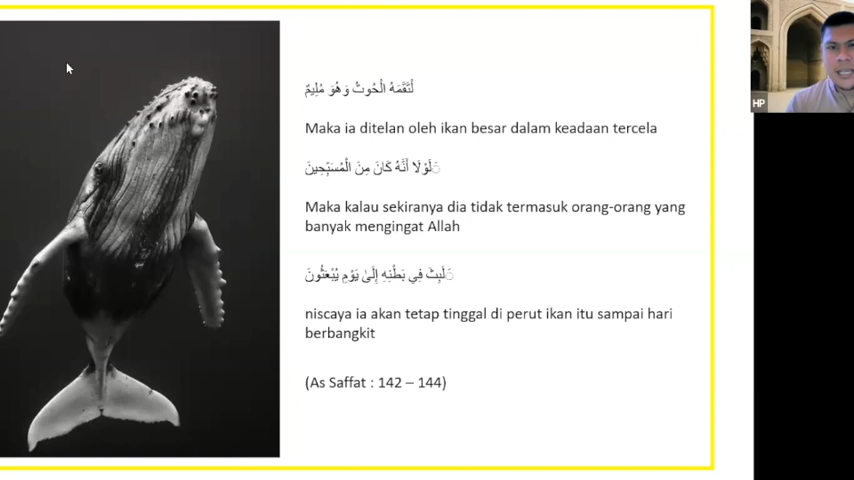 لْتَقَمَهُ الْحُوتُ وَهُوَ مُلِيمٌ
Maka ia ditelan oleh ikan besar dalam keadaan tercela
َلَوْلَا أَنَّهُ كَانَ مِنَ الْمُسَبِّحِينَ
Maka kalau sekiranya dia tidak termasuk orang-orang yang
banyak mengingat Allah
َلَبِثَ فِي بَطْنِهِ إِلَىٰ يَوْمِ يُبْعَثُونَ
niscaya ia akan tetap tinggal di perut ikan itu sampai hari
berbangkit
(As Saffat : 142 – 144)
HP